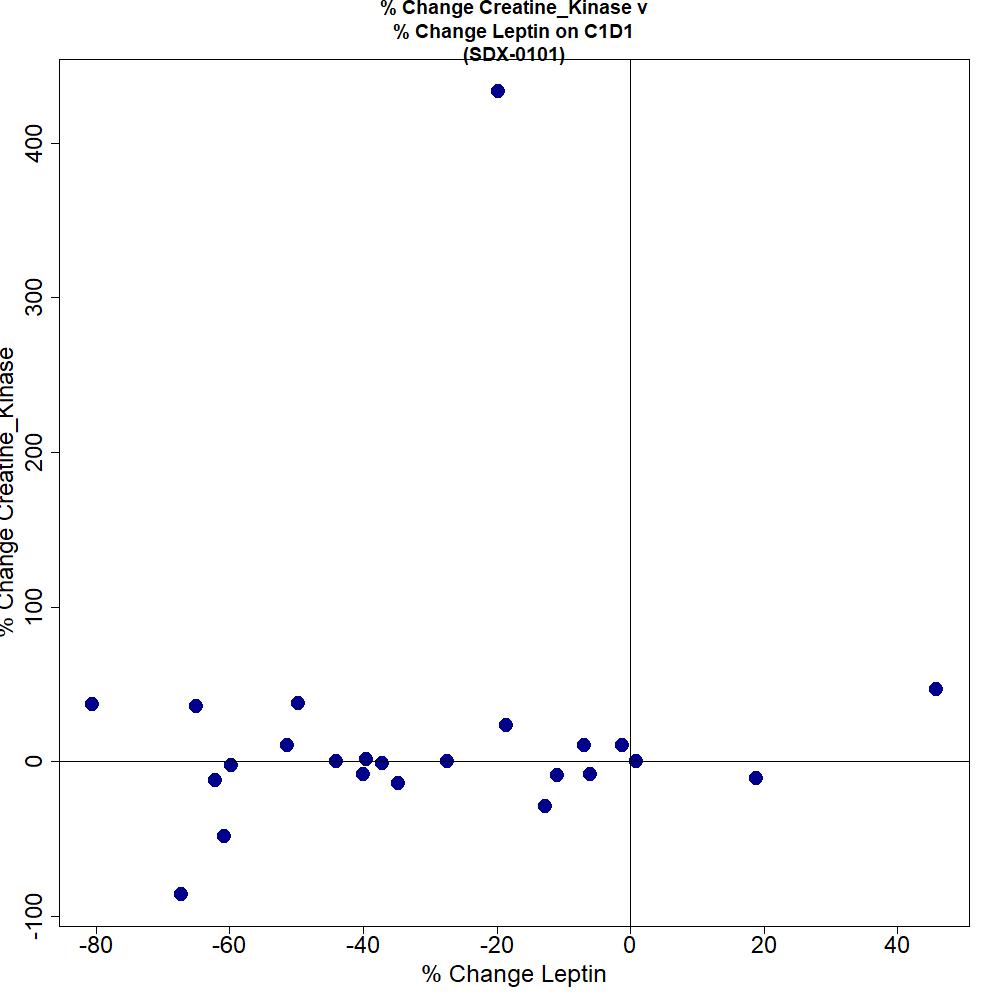 % Change Creatine_Kinase v
% Change Leptin on C1D1
(SDX-0101)
% Change Creatine_Kinase
400
300
200
100
0
-100
-80
-60
-40
-20
0
20
40
% Change Leptin